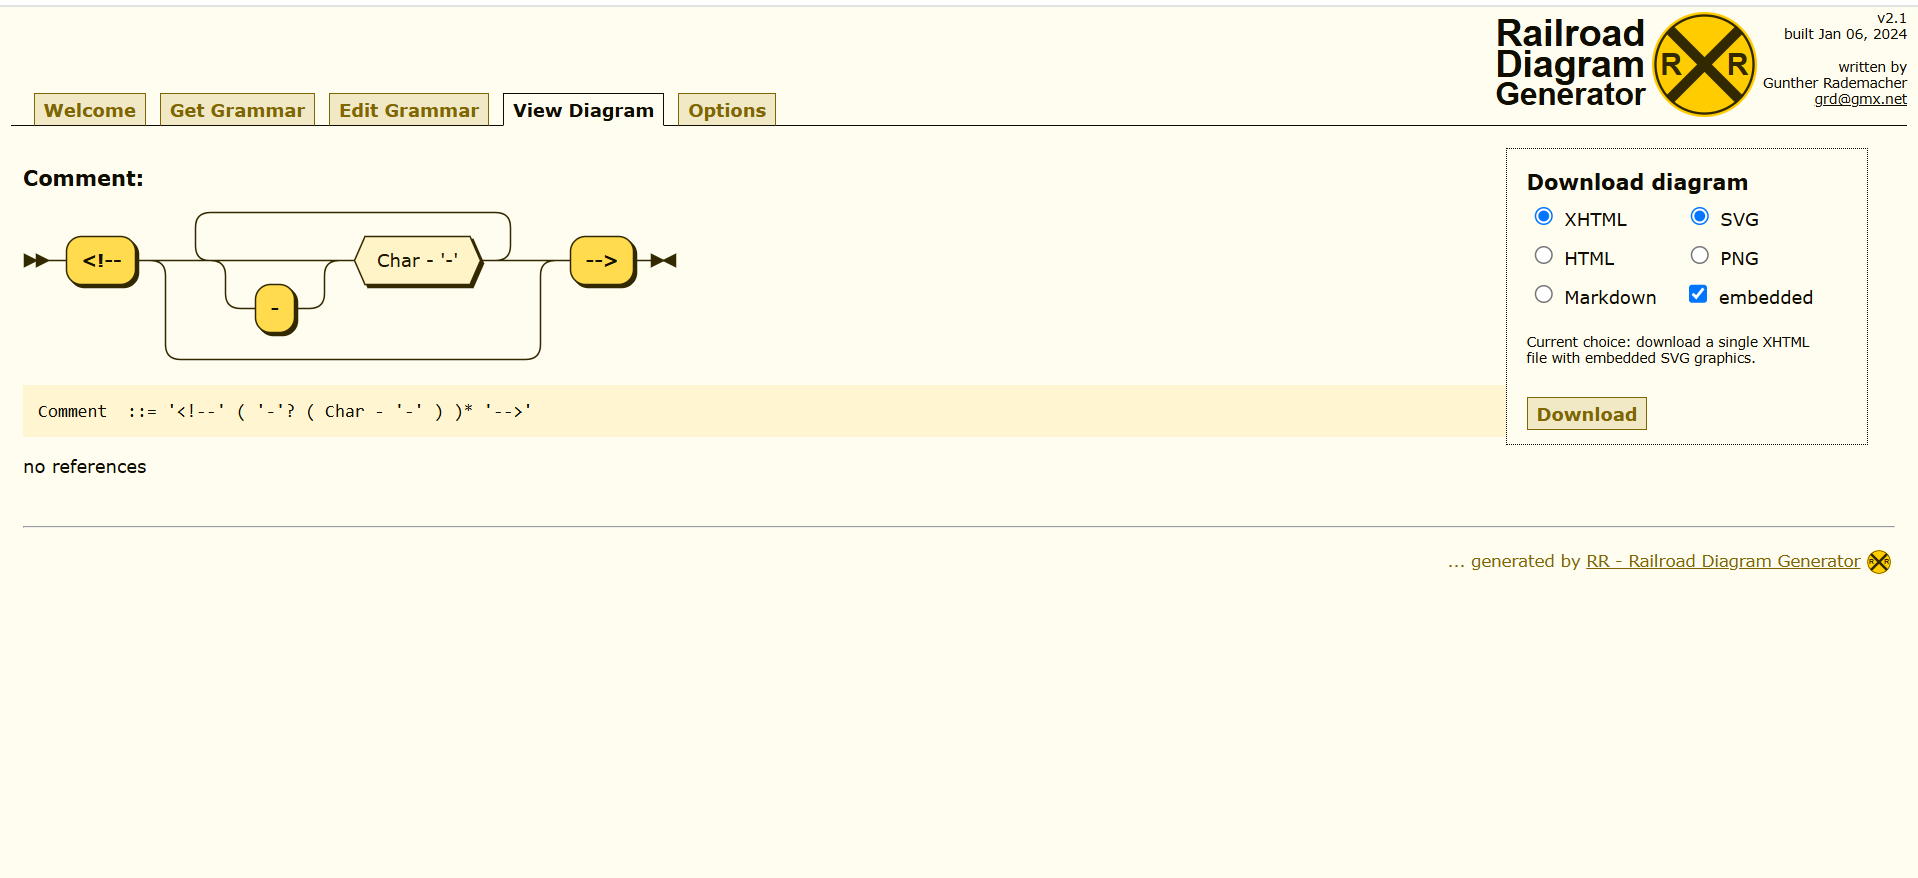 Railroad
Diagram
Generator
R R
v2.1
built Jan 06, 2024
written by
Gunther Rademacher
grd@gmx.net
Welcome
Get Grammar
Edit Grammar
View Diagram
Options
Comment:
<!--
Char - '-'
-->
-
Comment  ::= '<!--' ( '-'? ( Char - '-' ) )* '-->'
no references
Download diagram
XHTML SVG
HTML PNG
Markdown embedded
Current choice: download a single XHTML
file with embedded SVG graphics.
Download
... generated by RR - Railroad Diagram Generator
R R